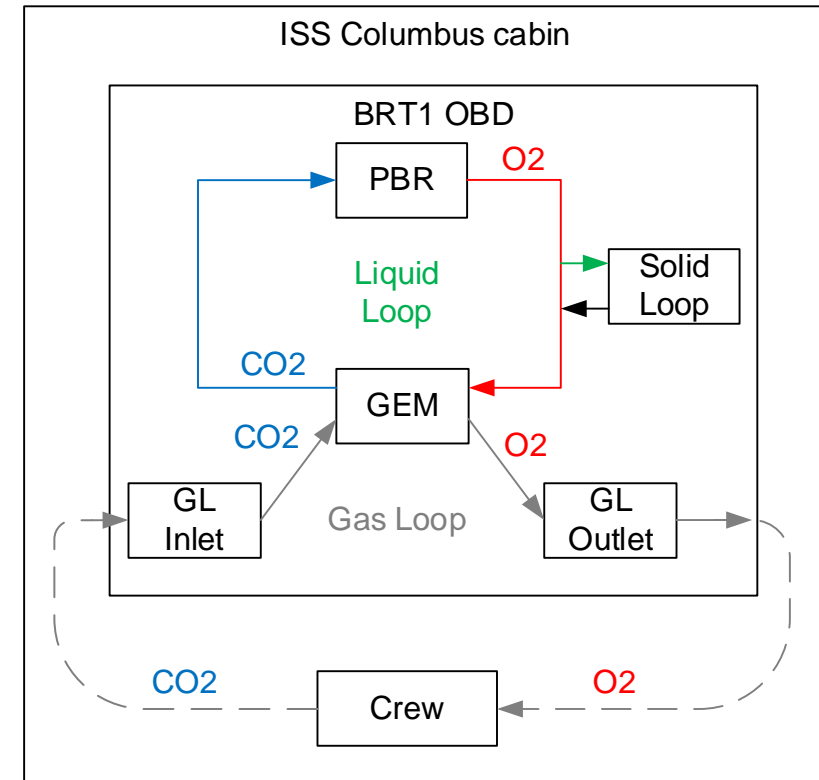 ISS Columbus cabin
BRT1 OBD
PBR
O2
Solid
Loop
Liquid
Loop
CO2
GEM
CO2
O2
GL
Inlet
Gas Loop
GL
Outlet
CO2
Crew
O2